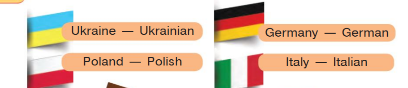 Ukraine — Ukrainian
Germany — German
Poland — Polish
Italy — Italian